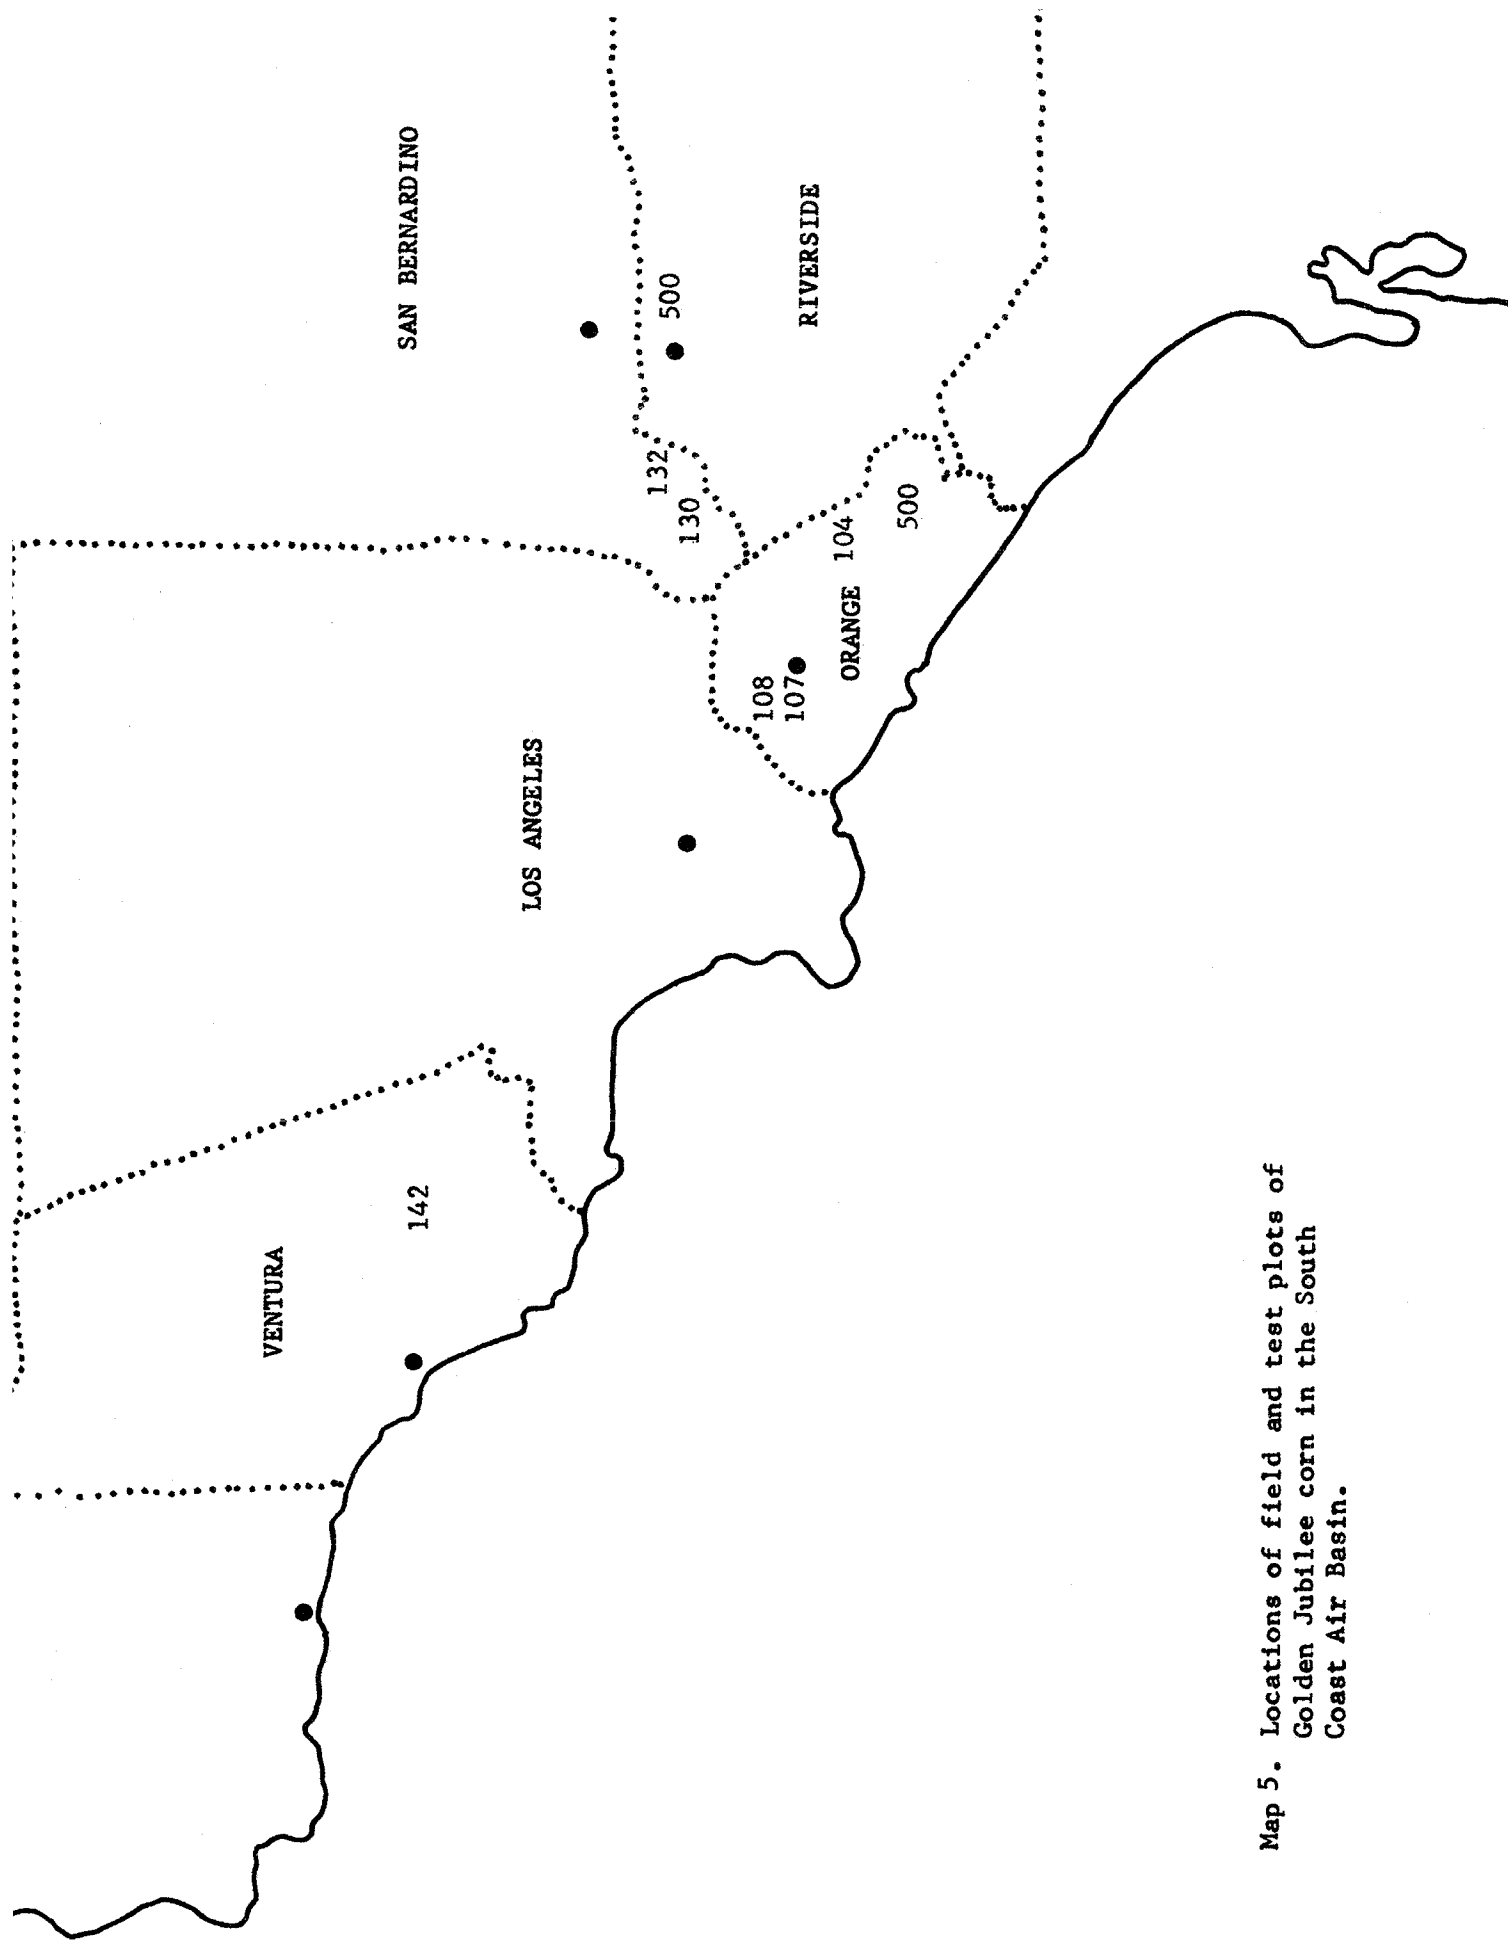 SAN BERNARDINO
LOS ANGELES
VENTURA
142
500
132
130
RIVERSIDE
108
107
ORANGE
104
500
Map 5. Locations of field and test plots of
Golden Jubilee corn in the South
Coast Air Basin.